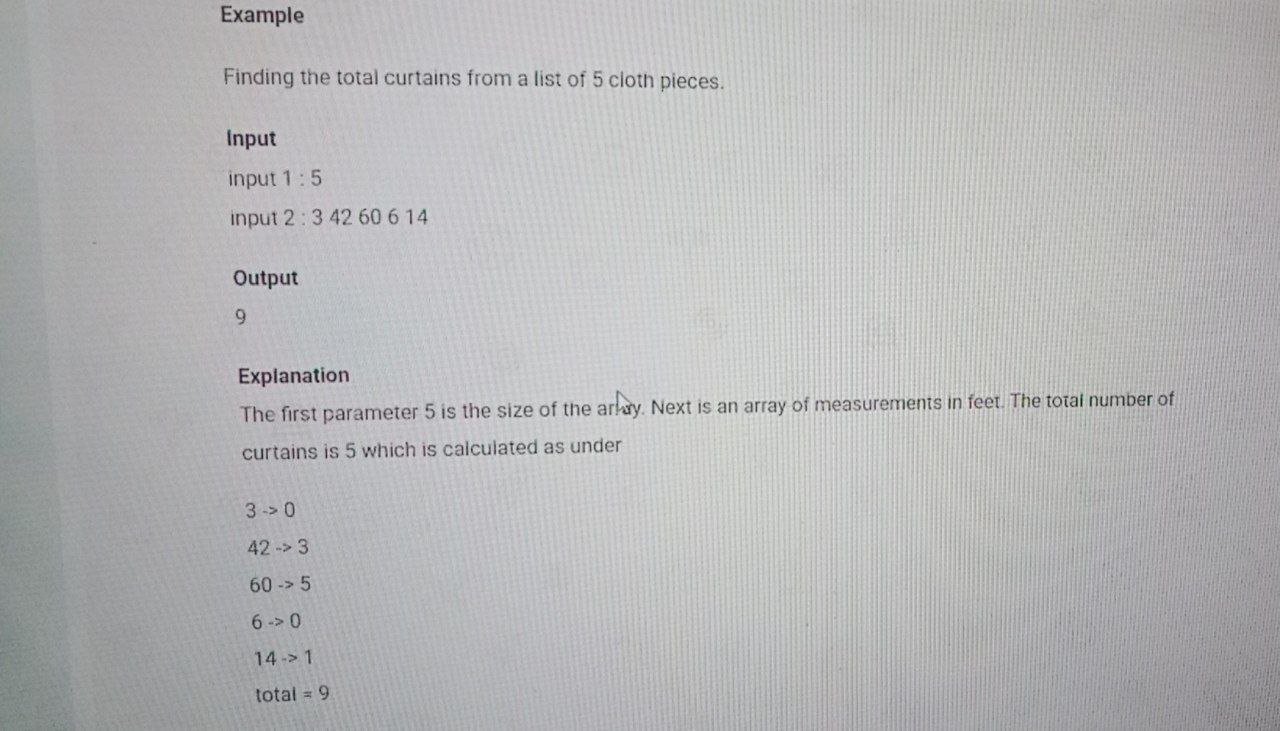 Example
Finding the total curtains from a list of 5 cloth pieces.
Input
input 1 : 5
input 2 : 3 42 60 6 14
Output
9
Explanation
The first parameter 5 is the size of the array. Next is an array of measurements in feet. The total number of
curtains is 5 which is calculated as under
3 -> 0
42 -> 3
60 -> 5
6 -> 0
14 -> 1
total = 9